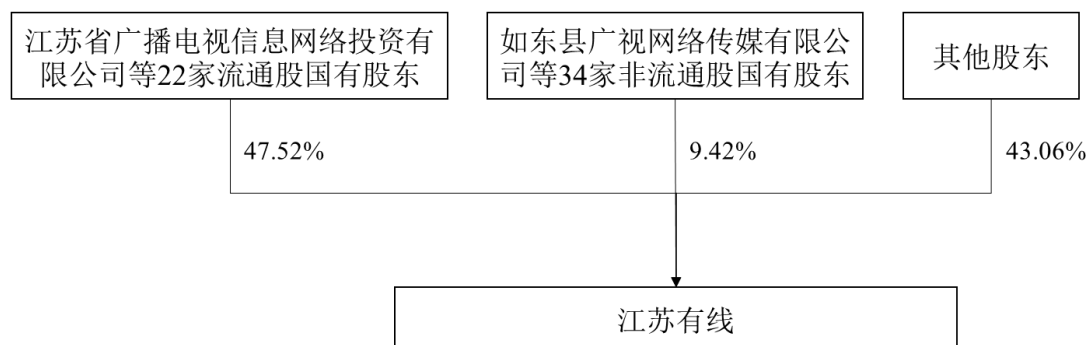 江苏省广播电视信息网络投资有
限公司等22家流通股国有股东
如东县广视网络传媒有限公
司等34家非流通股国有股东
其他股东
47.52%
9.42%
43.06%
江苏有线